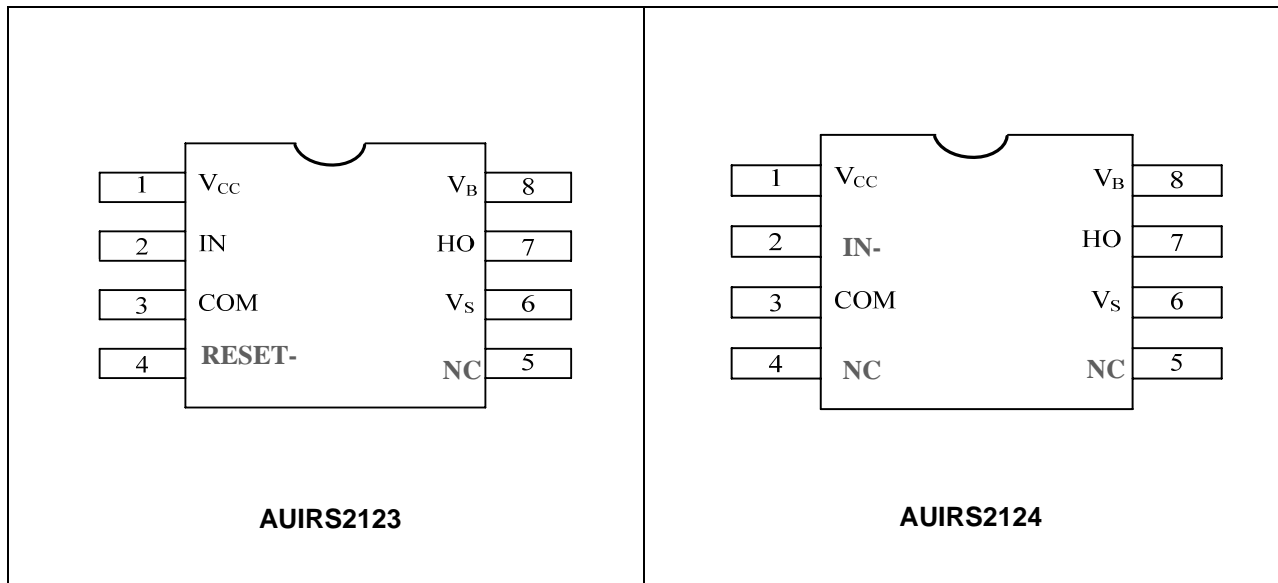 1 VCC VB 8
2 IN HO 7
3 COM VS 6
4 RESET- NC 5
AUIRS2123
1 VCC VB 8
2 IN- HO 7
3 COM VS 6
4 NC NC 5
AUIRS2124